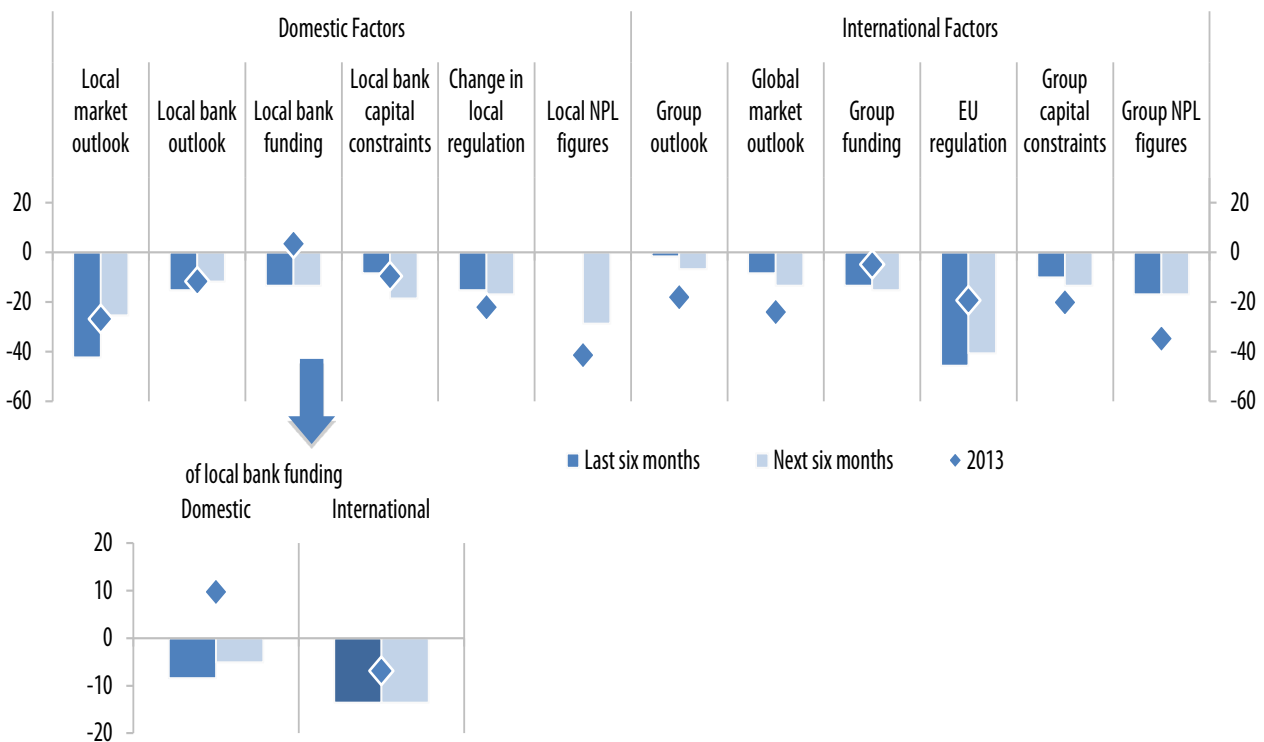 Domestic Factors
International Factors
Local
market
outlook
Local bank
outlook
Local bank
funding
Local bank
capital
constraints
Change in
local
regulation
Local NPL
figures
Group
outlook
Global
market
outlook
Group
funding
EU
regulation
Group
capital
constraints
Group NPL
figures
20
0
-20
-40
-60
20
0
-20
-40
-60
Last six months
Next six months
2013
of local bank funding
Domestic
International
20
10
0
-10
-20